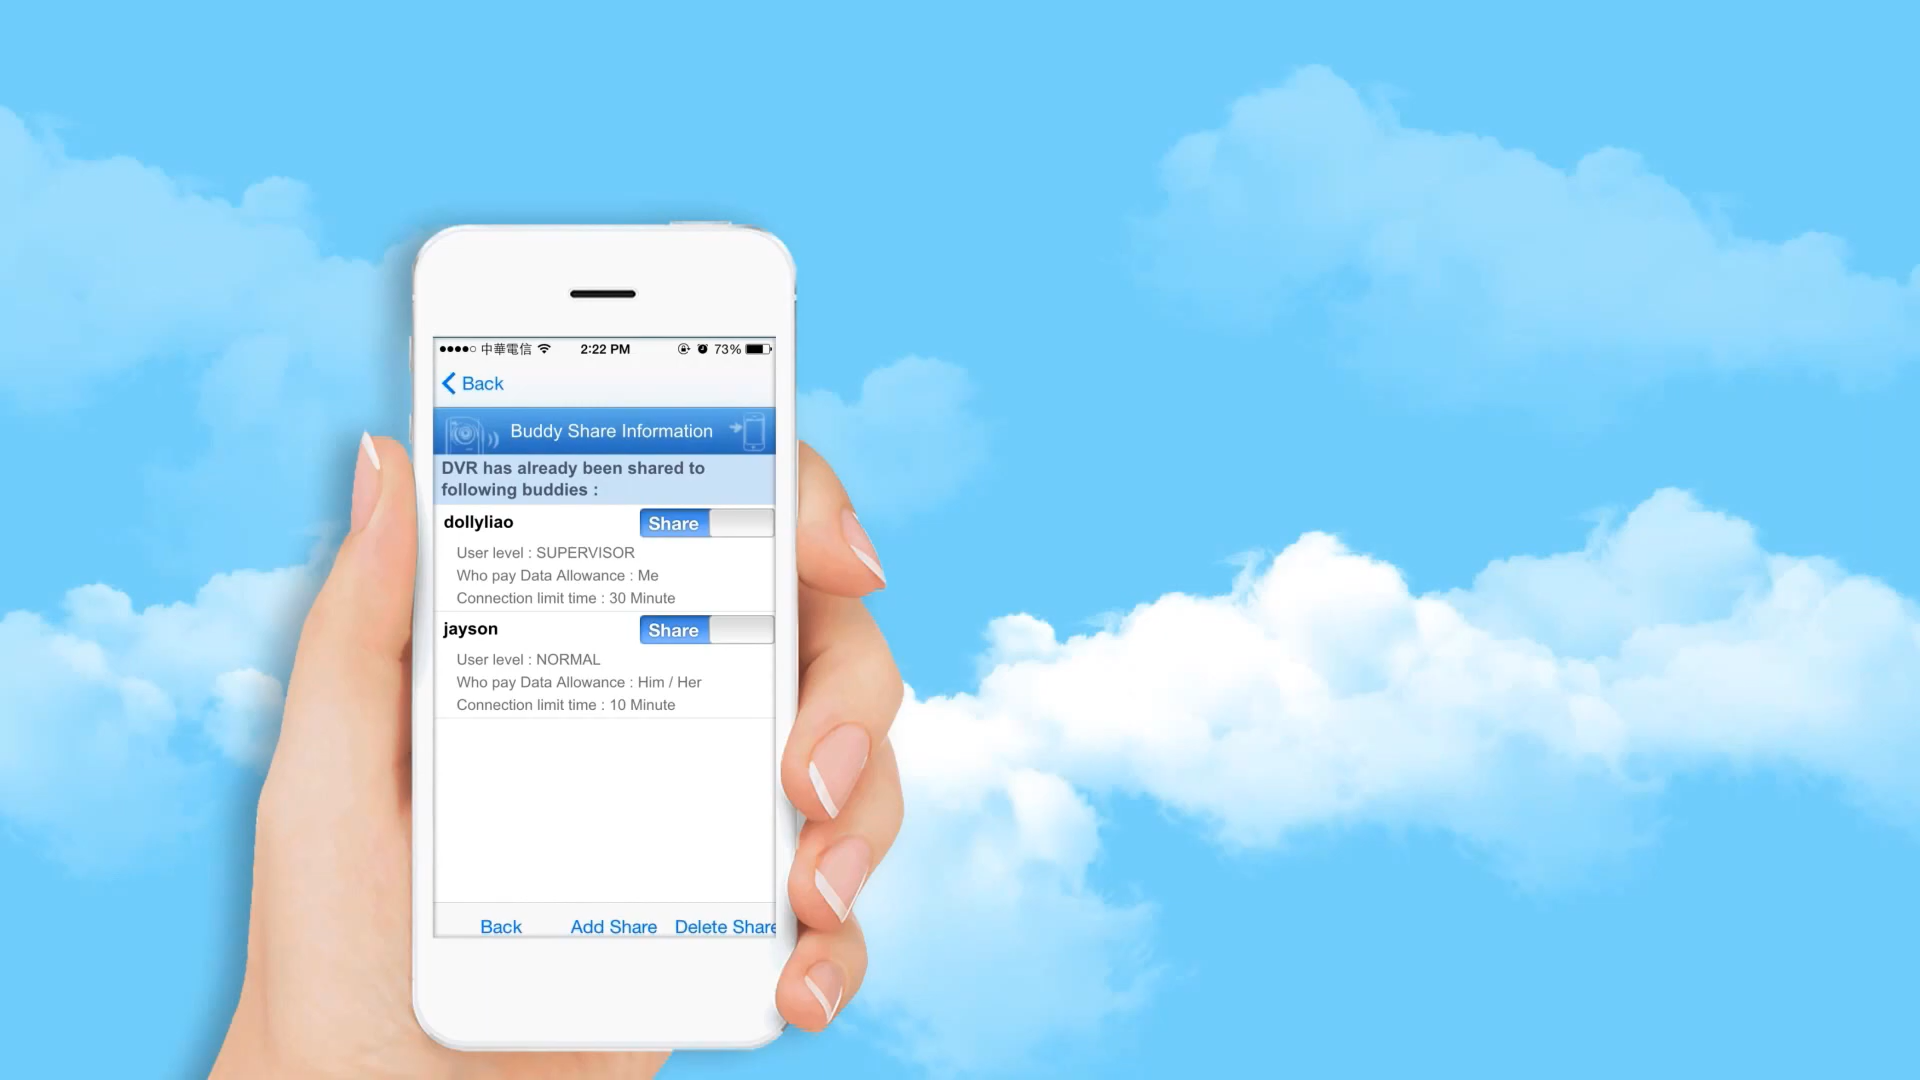 中華電信 2:22 PM 73%
Back
Buddy Share Information
DVR has already been shared to
following buddies :
dollyliao Share
User level : SUPERVISOR
Who pay Data Allowance : Me
Connection limit time : 30 Minute
jayson Share
User level : NORMAL
Who pay Data Allowance : Him / Her
Connection limit time : 10 Minute
Back Add Share Delete Share